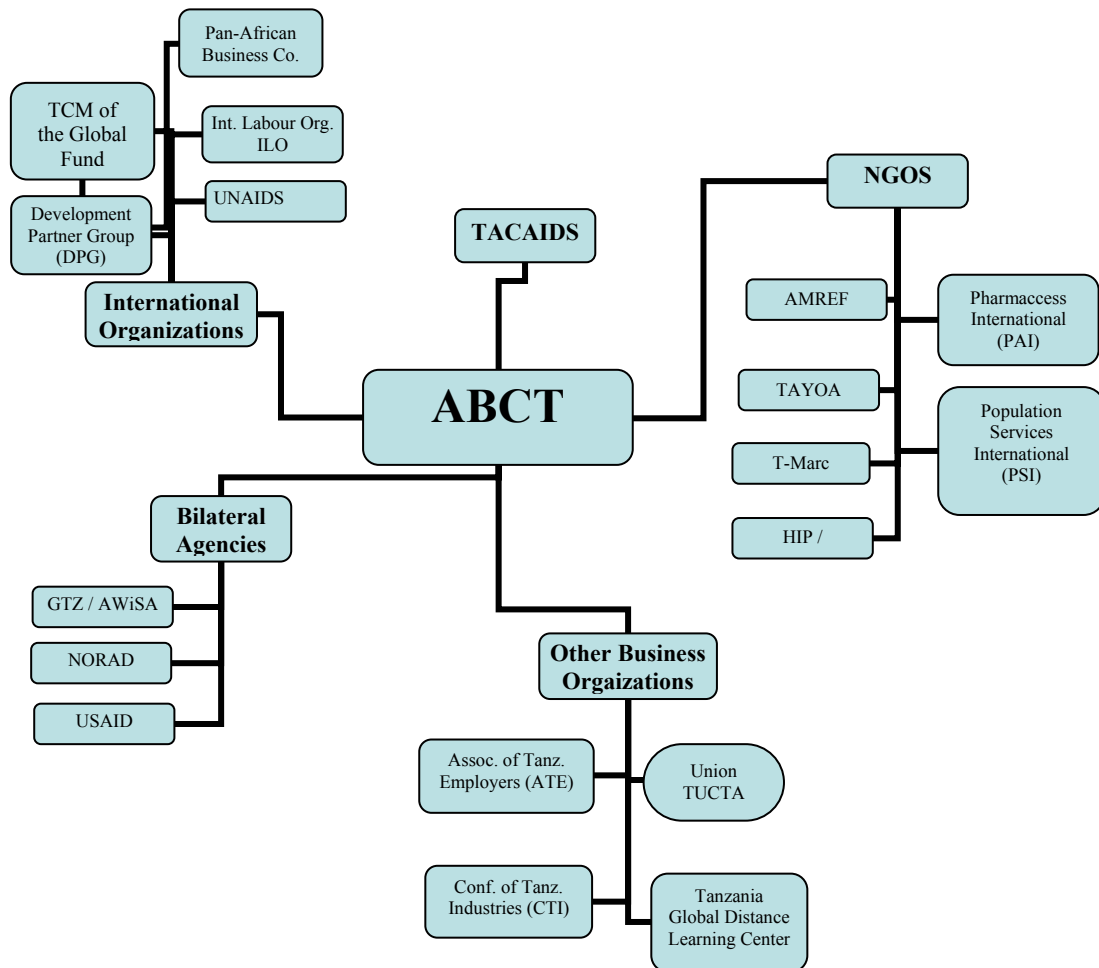 Pan-African
Business Co.
TCM of
the Global
Fund
Int. Labour Org.
ILO
UNAIDS
Development
Partner Group
(DPG)
International
Organizations
TACAIDS
NGOS
AMREF
Pharmaccess
International
(PAI)
TAYOA
Population
Services
International
(PSI)
T-Marc
HIP /
ABCT
Bilateral
Agencies
GTZ / AWiSA
NORAD
USAID
Other Business
Orgaizations
Assoc. of Tanz.
Employers (ATE)
Union
TUCTA
Conf. of Tanz.
Industries (CTI)
Tanzania
Global Distance
Learning Center